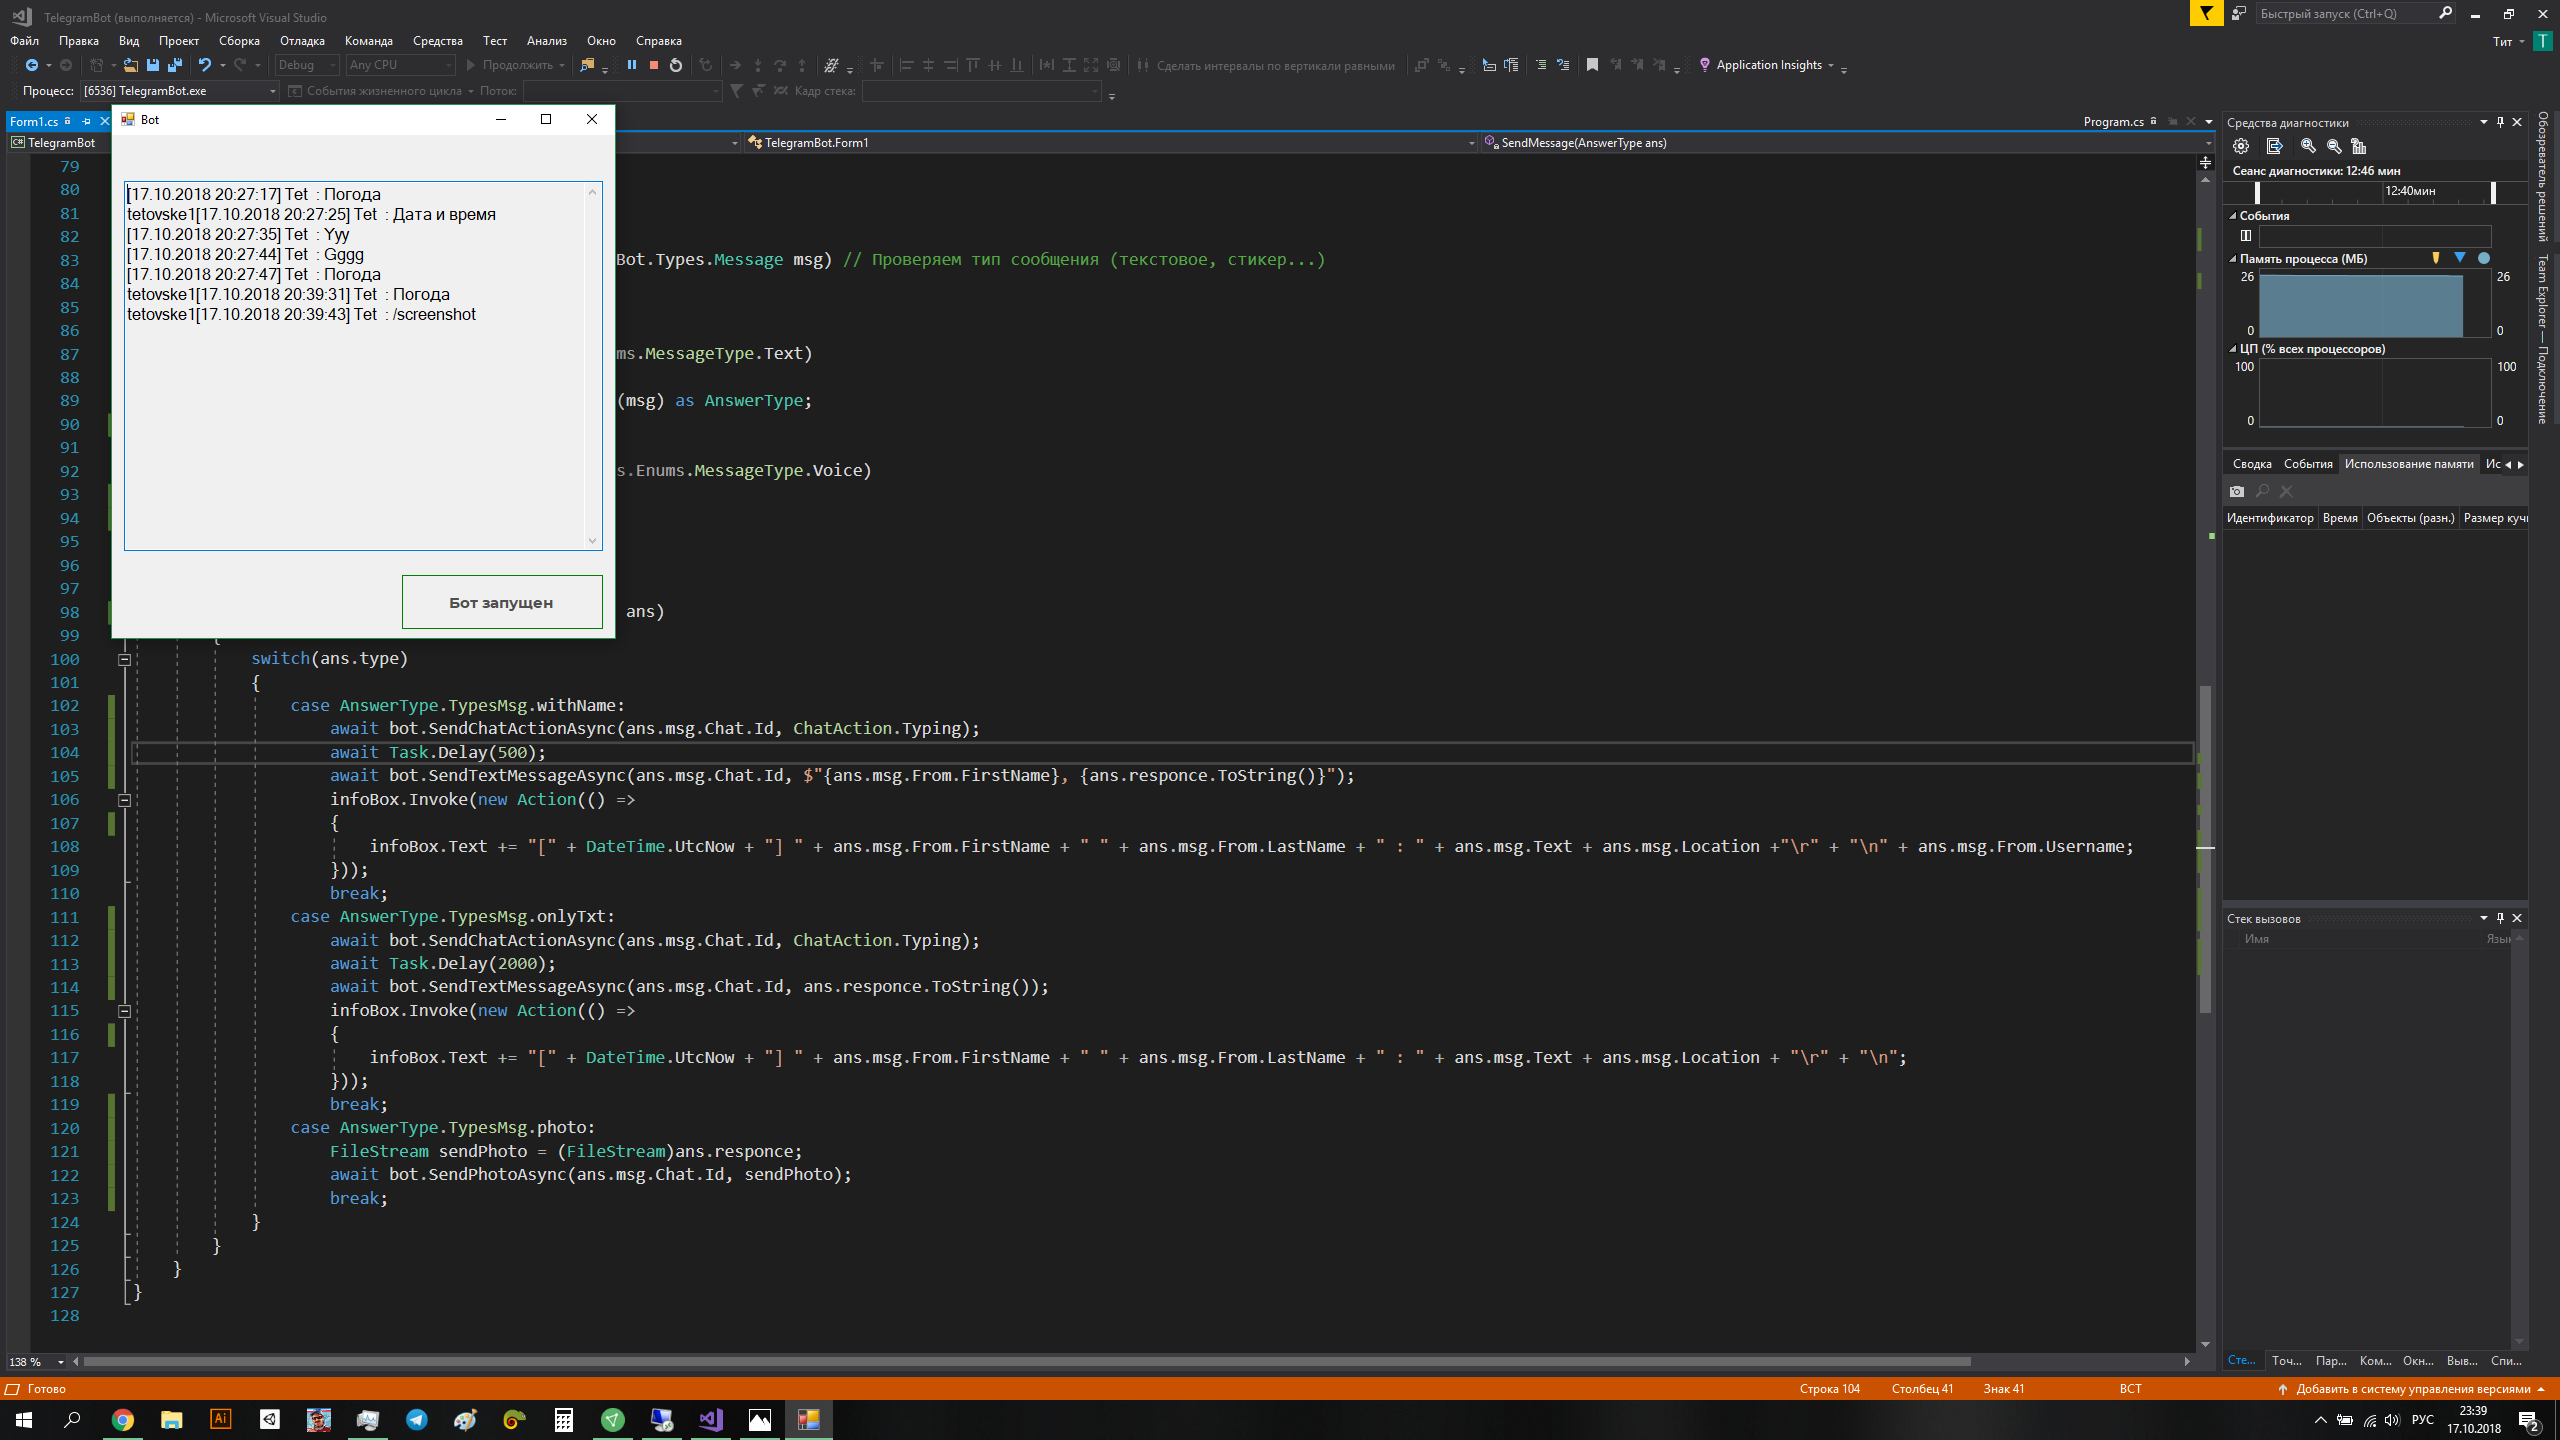 TelegramBot (выполняется) - Microsoft Visual Studio
Быстрый запуск (Ctrl+Q)
Файл Правка Вид Проект Сборка Отладка Команда Средства Тест Анализ Окно Справка
Тит T
Debug Any CPU Продолжить Сделать интервалы по вертикали равными Application Insights
Процесс: [6536] TelegramBot.exe События жизненного цикла Поток: Кадр стека:
Form1.cs
Program.cs
C# TelegramBot
TelegramBot.Form1
SendMessage(AnswerType ans)
Bot
[17.10.2018 20:27:17] Tet : Погода
tetovske1[17.10.2018 20:27:25] Tet : Дата и время
[17.10.2018 20:27:35] Tet : Yyy
[17.10.2018 20:27:44] Tet : Gggg
[17.10.2018 20:27:47] Tet : Погода
tetovske1[17.10.2018 20:39:31] Tet : Погода
tetovske1[17.10.2018 20:39:43] Tet : /screenshot
Бот запущен
79
80
81
82
83 Bot.Types.Message msg) // Проверяем тип сообщения (текстовое, стикер...)
84
85
86
87 ms.MessageType.Text)
88
89 (msg) as AnswerType;
90
91
92 s.Enums.MessageType.Voice)
93
94
95
96
97
98 ans)
99 {
100 switch(ans.type)
101 {
102 case AnswerType.TypesMsg.withName:
103 await bot.SendChatActionAsync(ans.msg.Chat.Id, ChatAction.Typing);
104 await Task.Delay(500);
105 await bot.SendTextMessageAsync(ans.msg.Chat.Id, $"{ans.msg.From.FirstName}, {ans.responce.ToString()}");
106 infoBox.Invoke(new Action(() =>
107 {
108 infoBox.Text += "[" + DateTime.UtcNow + "] " + ans.msg.From.FirstName + " " + ans.msg.From.LastName + " : " + ans.msg.Text + ans.msg.Location +"\r" + "\n" + ans.msg.From.Username;
109 }));
110 break;
111 case AnswerType.TypesMsg.onlyTxt:
112 await bot.SendChatActionAsync(ans.msg.Chat.Id, ChatAction.Typing);
113 await Task.Delay(2000);
114 await bot.SendTextMessageAsync(ans.msg.Chat.Id, ans.responce.ToString());
115 infoBox.Invoke(new Action(() =>
116 {
117 infoBox.Text += "[" + DateTime.UtcNow + "] " + ans.msg.From.FirstName + " " + ans.msg.From.LastName + " : " + ans.msg.Text + ans.msg.Location + "\r" + "\n";
118 }));
119 break;
120 case AnswerType.TypesMsg.photo:
121 FileStream sendPhoto = (FileStream)ans.responce;
122 await bot.SendPhotoAsync(ans.msg.Chat.Id, sendPhoto);
123 break;
124 }
125 }
126 }
127 }
128
138 %
Средства диагностики
Сеанс диагностики: 12:46 мин
12:40мин
События
Память процесса (МБ)
26 26
0 0
ЦП (% всех процессоров)
100 100
0 0
Сводка События Использование памяти Ис
Идентификатор Время Объекты (разн.) Размер кучи
Стек вызовов
Имя Язык
Сте... Точ... Пар... Ком... Окн... Выв... Спи...
Обозреватель решений
Team Explorer — Подключение
Готово
Строка 104 Столбец 41 Знак 41 ВСТ Добавить в систему управления версиями
Ai
РУС
23:39
17.10.2018
2